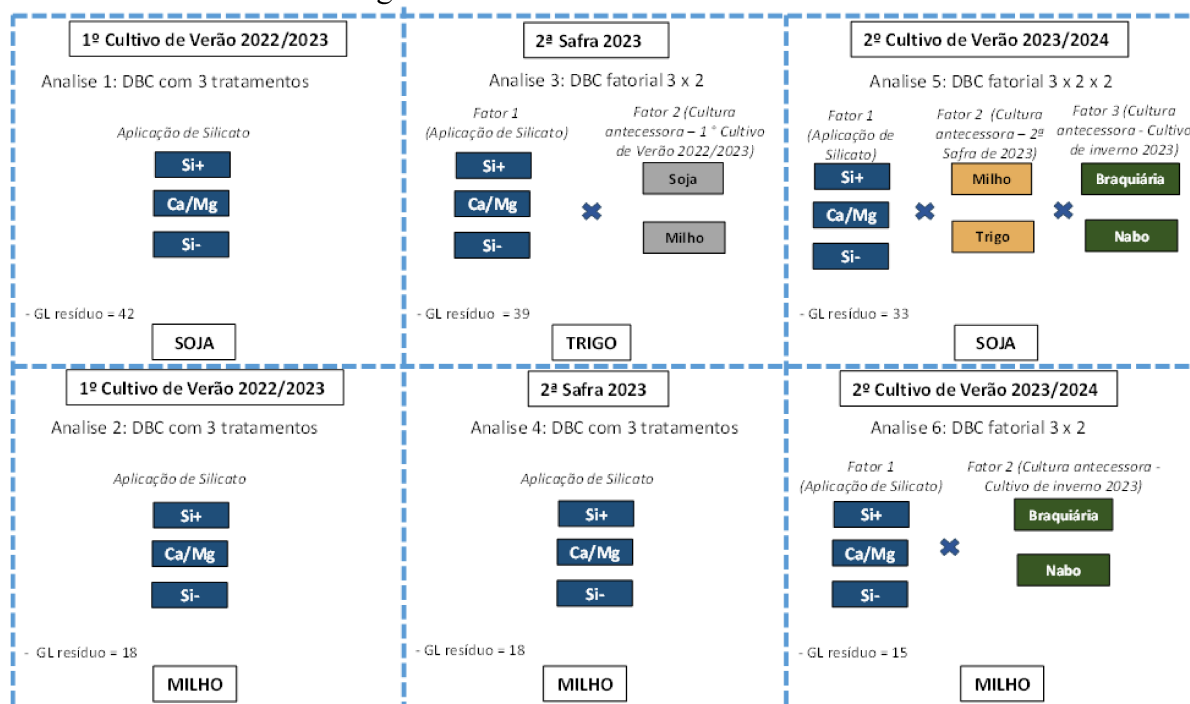 1º Cultivo de Verão 2022/2023
Analise 1: DBC com 3 tratamentos
Aplicação de Silicato
Si+
Ca/Mg
Si-
- GL resíduo = 42
SOJA
2ª Safra 2023
Analise 3: DBC fatorial 3 x 2
Fator 1
(Aplicação de Silicato)
Si+
Ca/Mg
Si-
Fator 2 (Cultura
antecessora – 1 ° Cultivo
de Verão 2022/2023)
Soja
Milho
- GL resíduo = 39
TRIGO
2º Cultivo de Verão 2023/2024
Analise 5: DBC fatorial 3 x 2 x 2
Fator 1
(Aplicação de
Silicato)
Si+
Ca/Mg
Si-
Fator 2 (Cultura
antecessora – 2ª
Safra de 2023)
Milho
Trigo
Fator 3 (Cultura
antecessora - Cultivo
de inverno 2023)
Braquiária
Nabo
- GL resíduo = 33
SOJA
1º Cultivo de Verão 2022/2023
Analise 2: DBC com 3 tratamentos
Aplicação de Silicato
Si+
Ca/Mg
Si-
- GL resíduo = 18
MILHO
2ª Safra 2023
Analise 4: DBC com 3 tratamentos
Aplicação de Silicato
Si+
Ca/Mg
Si-
- GL resíduo = 18
MILHO
2º Cultivo de Verão 2023/2024
Analise 6: DBC fatorial 3 x 2
Fator 1
(Aplicação de Silicato)
Si+
Ca/Mg
Si-
Fator 2 (Cultura antecessora -
Cultivo de inverno 2023)
Braquiária
Nabo
- GL resíduo = 15
MILHO